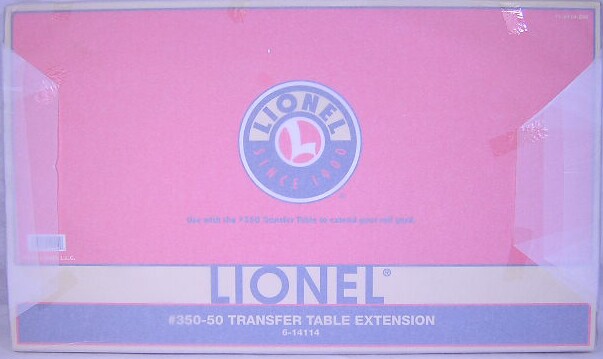 LIONEL
L
SINCE 1900
Use with the #350 Transfer Table to extend your rail yard.
LIONEL®
#350-50 TRANSFER TABLE EXTENSION
6-14114